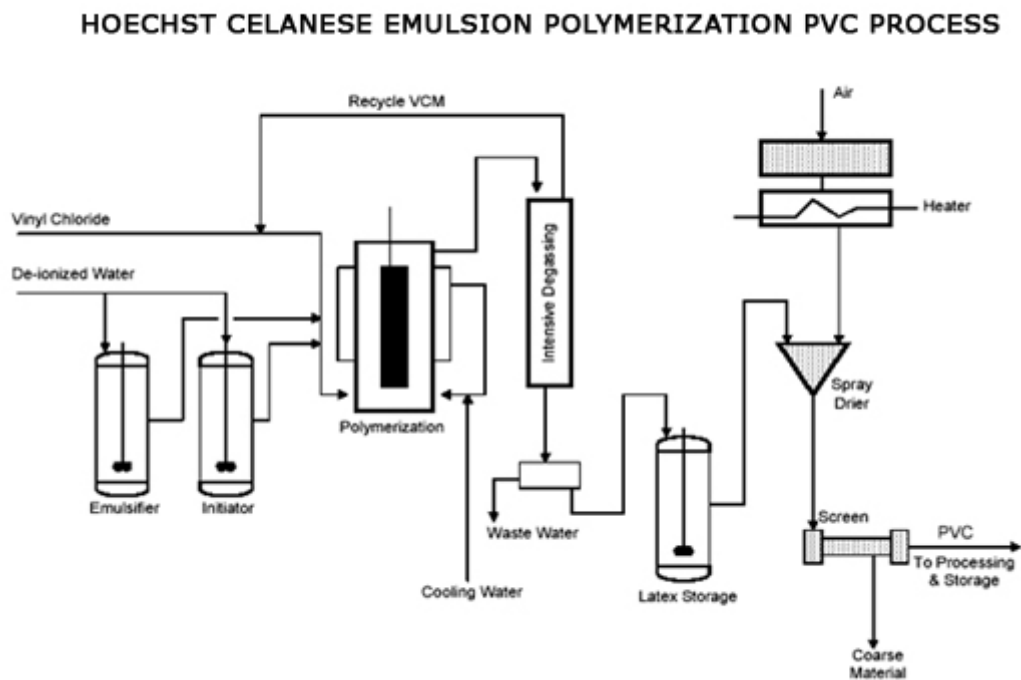 HOECHST CELANESE EMULSION POLYMERIZATION PVC PROCESS
Recycle VCM
Air
Vinyl Chloride
Heater
De-ionized Water
Intensive Degassing
Spray
Drier
Polymerization
Emulsifier
Initiator
Screen
Waste Water
PVC
To Processing
& Storage
Cooling Water
Latex Storage
Coarse
Material